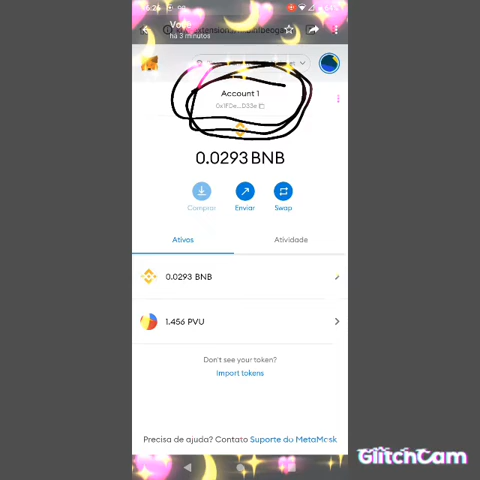 Você
há 3 minutos
Account 1
0.0293 BNB
Comprar
Enviar
Swap
Ativos
Atividade
0.0293 BNB
1.456 PVU
Don't see your token?
Import tokens
Precisa de ajuda? Contato Suporte do MetaMask
GlitchCam